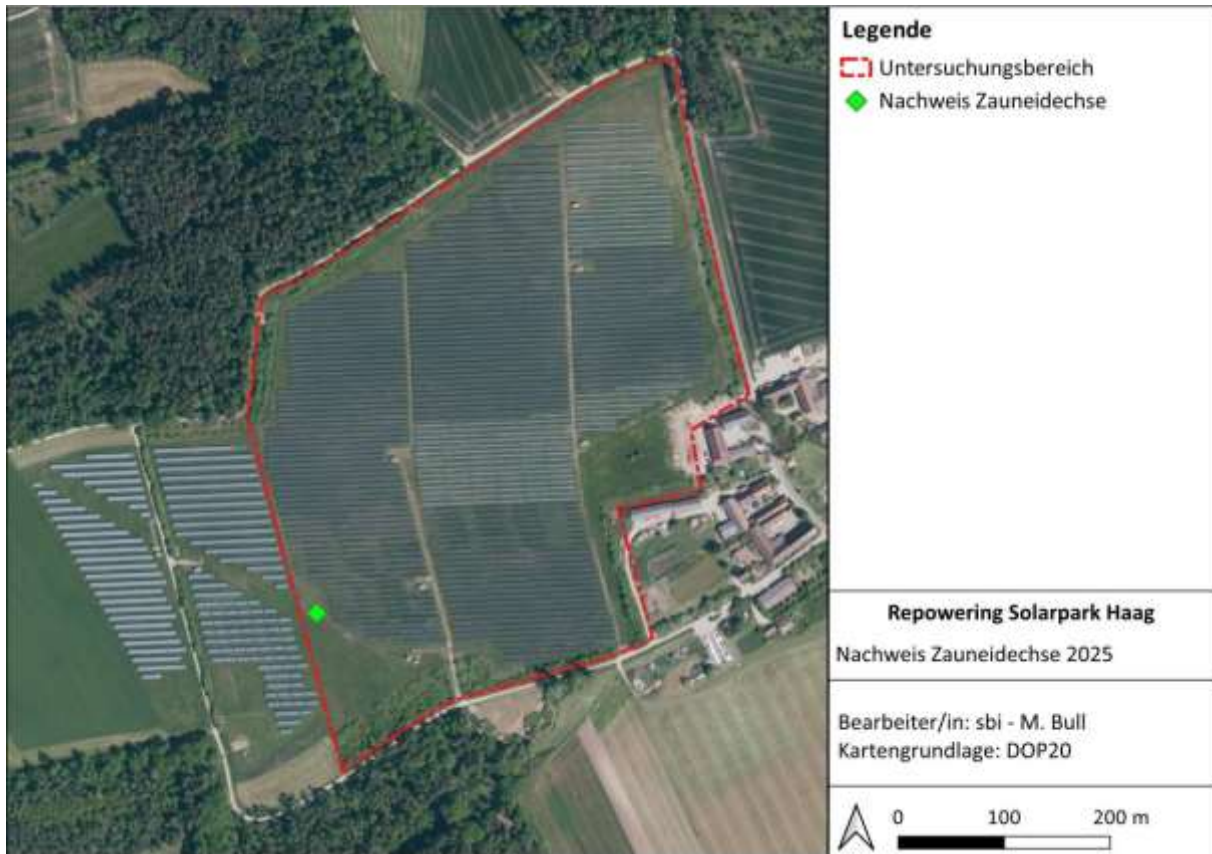 Legende
Untersuchungsbereich
Nachweis Zauneidechse
Repowering Solarpark Haag
Nachweis Zauneidechse 2025
Bearbeiter/in: sbi - M. Bull
Kartengrundlage: DOP20
0 100 200 m